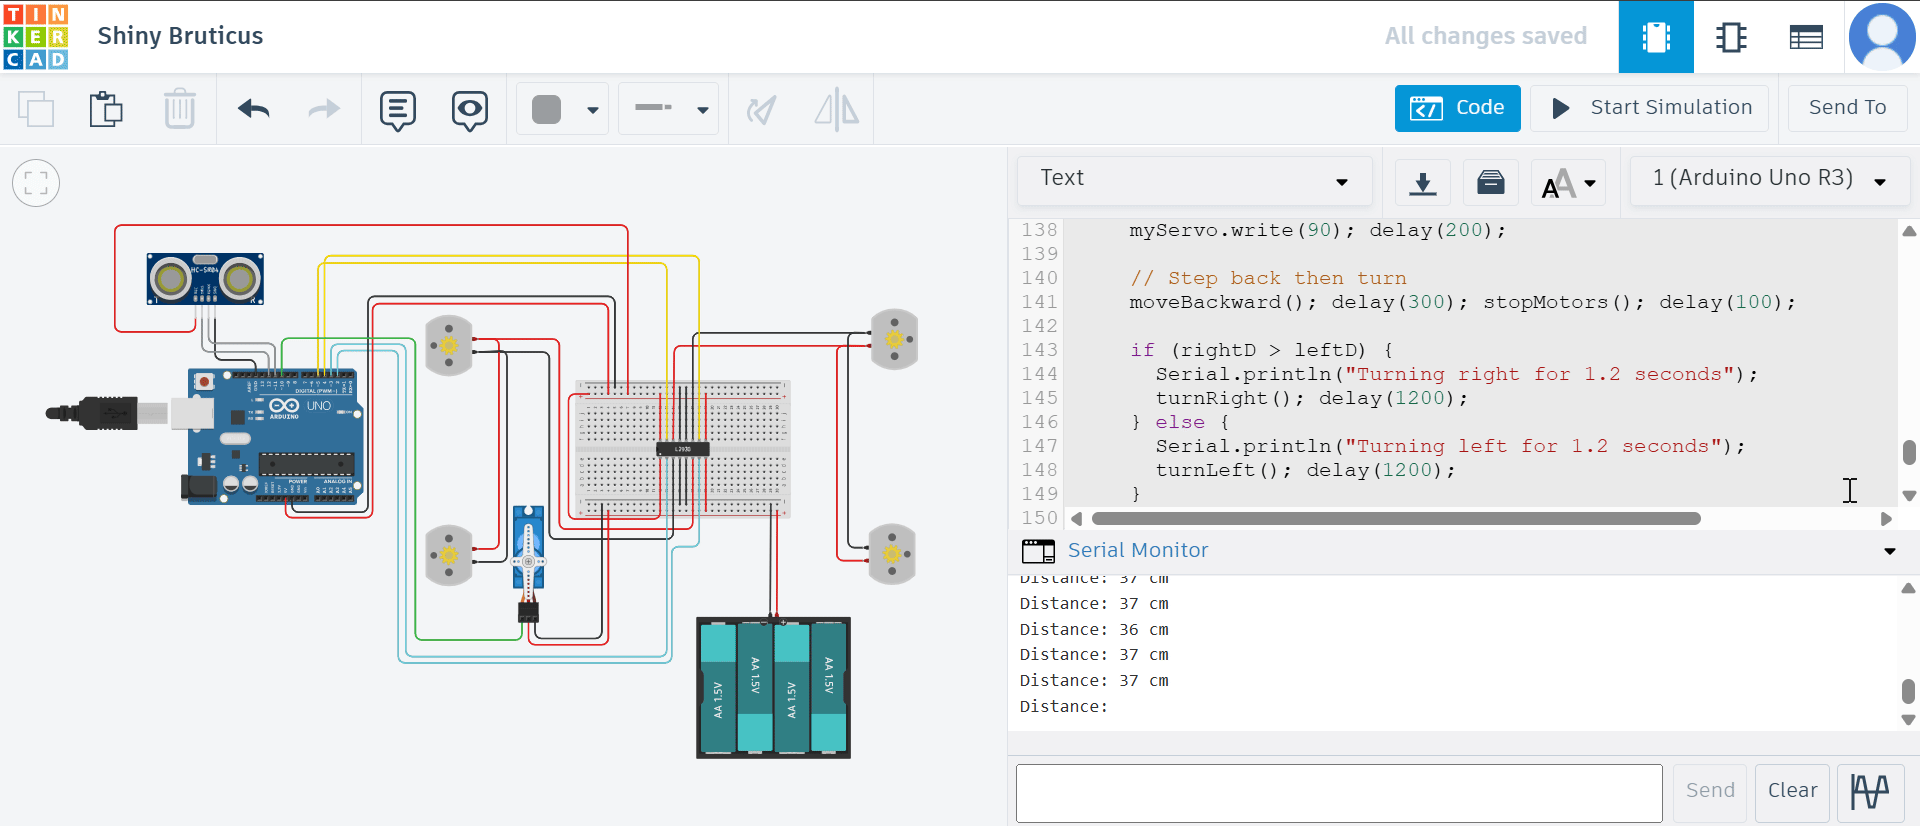 TIN
KER
CAD
Shiny Bruticus
All changes saved
Code
Start Simulation
Send To
Text
1 (Arduino Uno R3)
138 myServo.write(90); delay(200);
139
140 // Step back then turn
141 moveBackward(); delay(300); stopMotors(); delay(100);
142
143 if (rightD > leftD) {
144 Serial.println("Turning right for 1.2 seconds");
145 turnRight(); delay(1200);
146 } else {
147 Serial.println("Turning left for 1.2 seconds");
148 turnLeft(); delay(1200);
149 }
150
Serial Monitor
Distance: 37 cm
Distance: 37 cm
Distance: 36 cm
Distance: 37 cm
Distance: 37 cm
Distance:
Send
Clear
HC-SR04
DIGITAL (PWM~)
UNO
ARDUINO
POWER
ANALOG IN
L293D
AA 1.5V
AA 1.5V
AA 1.5V
AA 1.5V